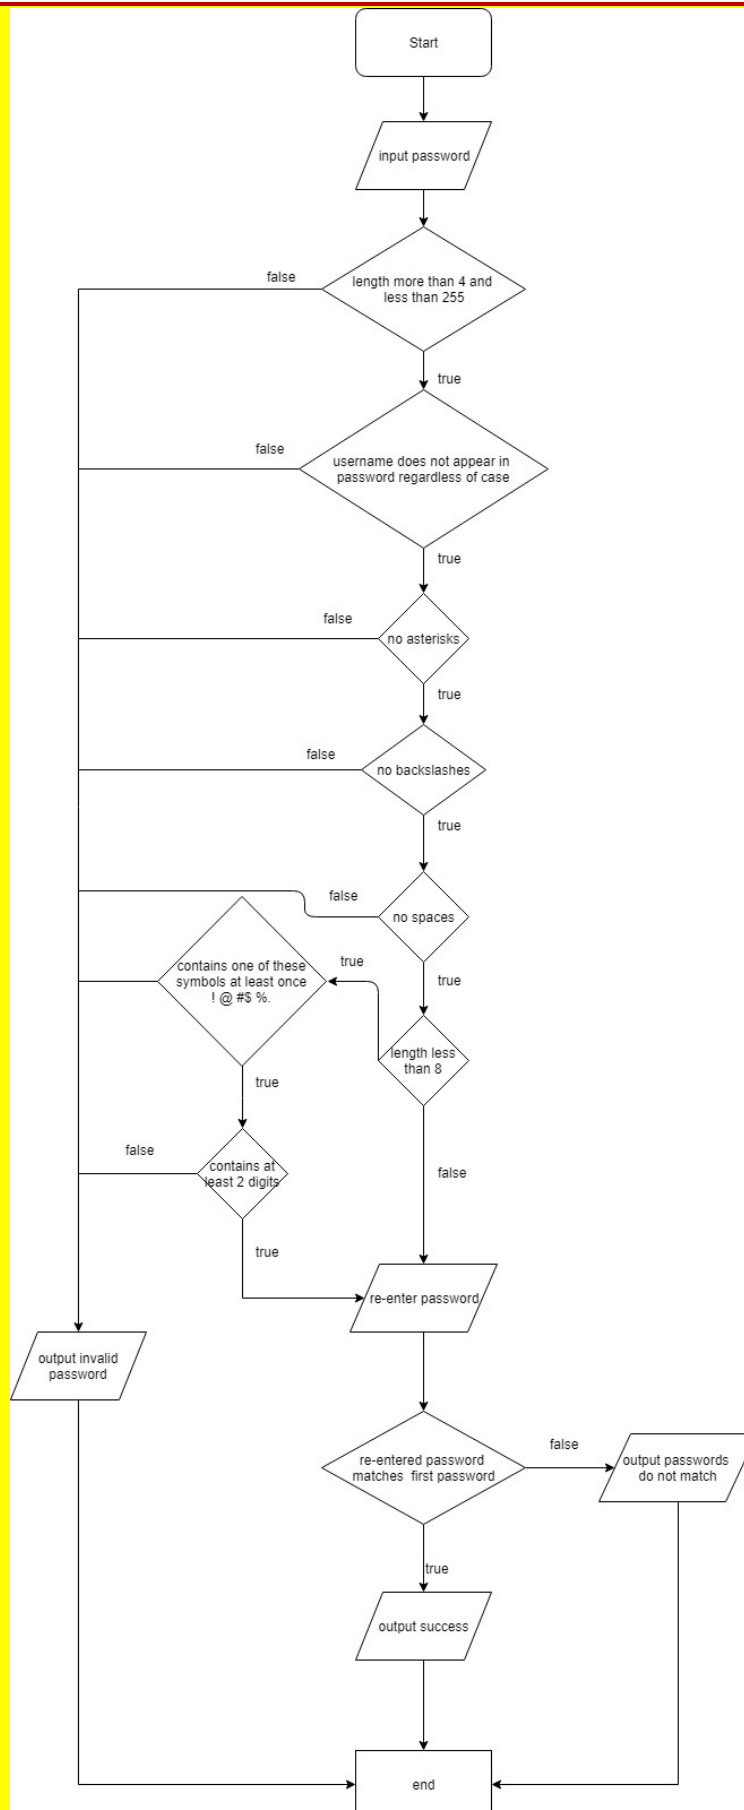 Start
input password
false
length more than 4 and
less than 255
true
false
username does not appear in
password regardless of case
true
false
no asterisks
true
false
no backslashes
true
false
no spaces
true
contains one of these
symbols at least once
! @ #$ %.
true
length less
than 8
true
false
contains at
least 2 digits
false
true
re-enter password
output invalid
password
re-entered password
matches  first password
false
output passwords
do not match
true
output success
end